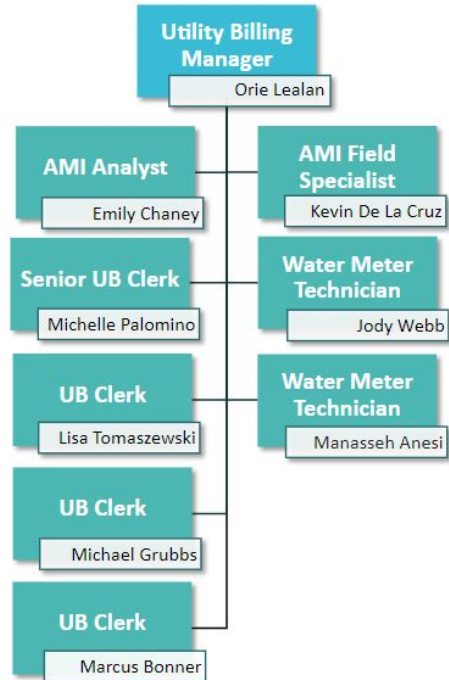 Utility Billing
Manager
Orie Lealan
AMI Analyst
Emily Chaney
AMI Field
Specialist
Kevin De La Cruz
Senior UB Clerk
Michelle Palomino
Water Meter
Technician
Jody Webb
UB Clerk
Lisa Tomaszewski
Water Meter
Technician
Manasseh Anesi
UB Clerk
Michael Grubbs
UB Clerk
Marcus Bonner